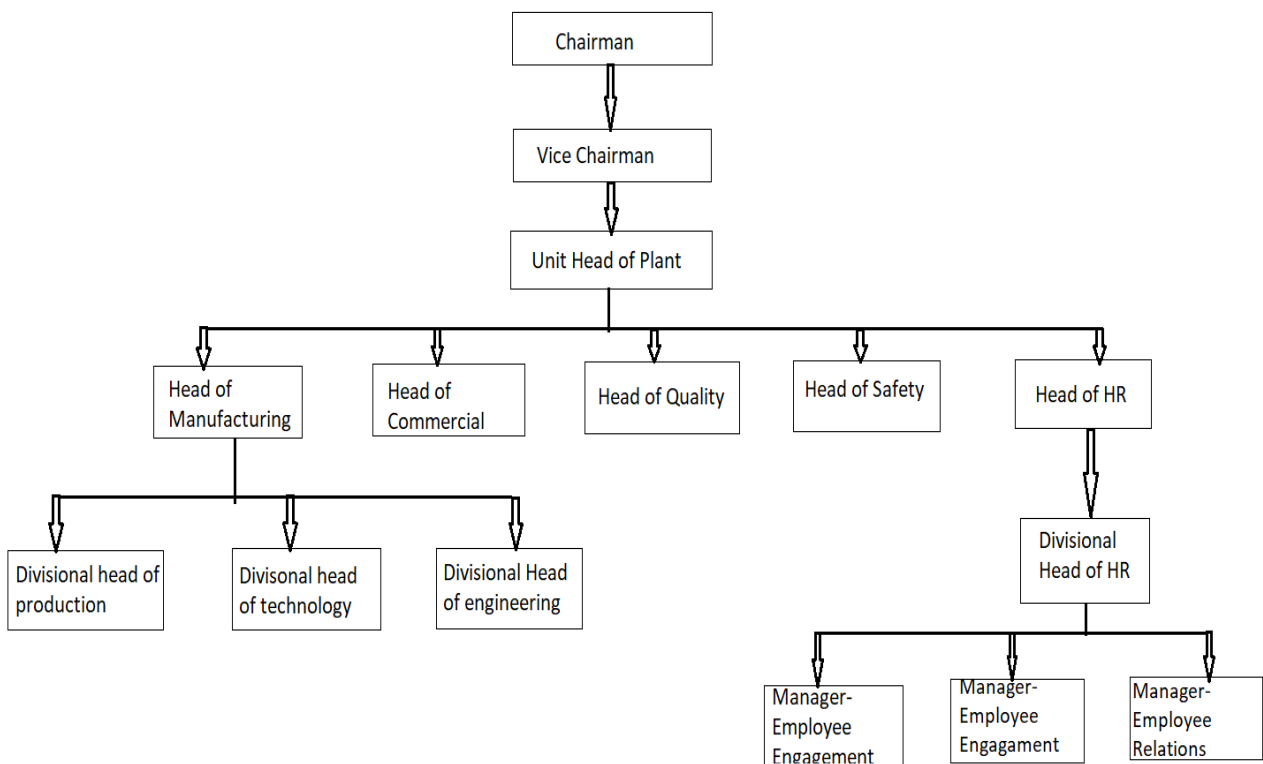 Chairman
Vice Chairman
Unit Head of Plant
Head of
Manufacturing
Head of
Commercial
Head of Quality
Head of Safety
Head of HR
Divisional head of
production
Divisonal head
of technology
Divisional Head
of engineering
Divisional
Head of HR
Manager-
Employee
Engagement
Manager-
Employee
Engagament
Manager-
Employee
Relations